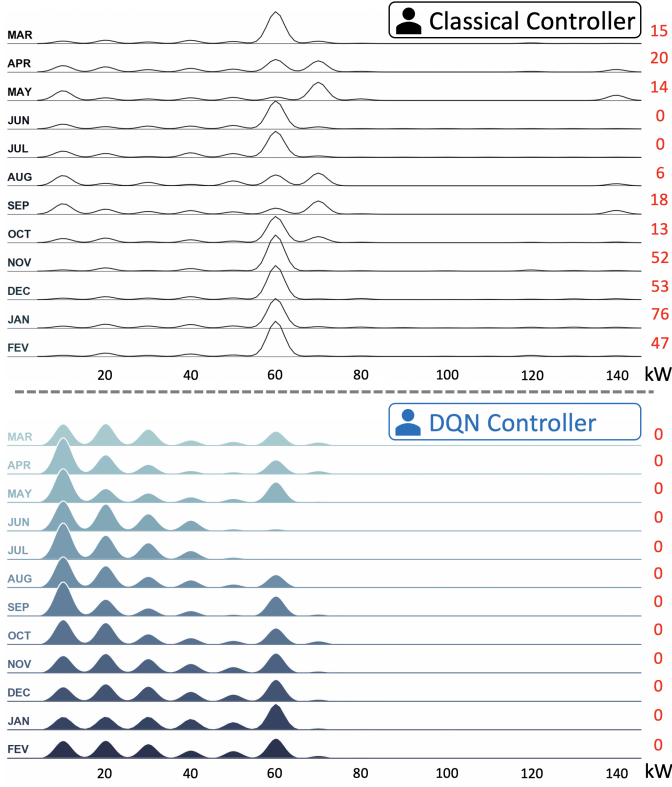 Classical Controller
MAR 15
APR 20
MAY 14
JUN 0
JUL 0
AUG 6
SEP 18
OCT 13
NOV 52
DEC 53
JAN 76
FEV 47
20 40 60 80 100 120 140 kW
DQN Controller
MAR 0
APR 0
MAY 0
JUN 0
JUL 0
AUG 0
SEP 0
OCT 0
NOV 0
DEC 0
JAN 0
FEV 0
20 40 60 80 100 120 140 kW